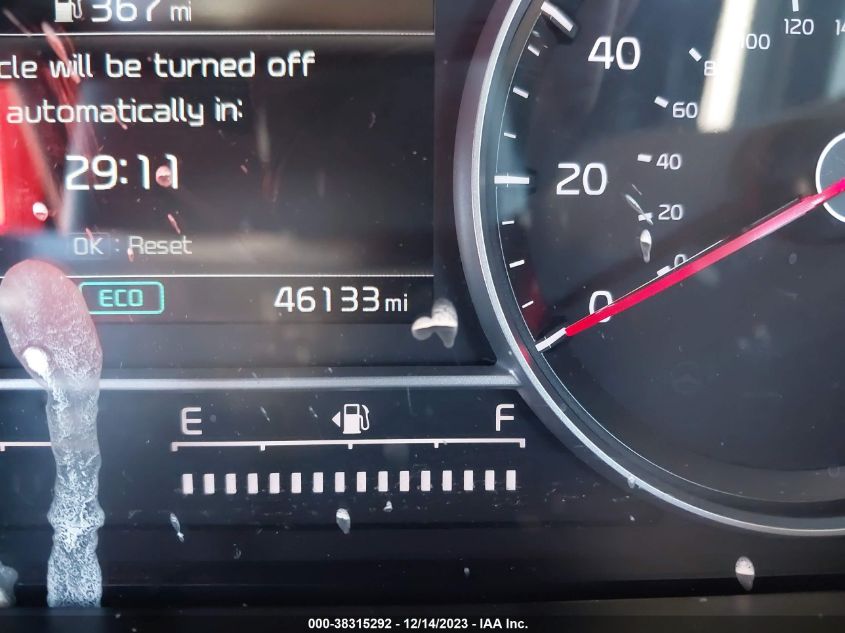 367 mi
cle will be turned off
automatically in:
29:11
OK : Reset
ECO
46133 mi
E F
40
20
0
120
100
60
40
20
0
000-38315292 - 12/14/2023 - IAA Inc.